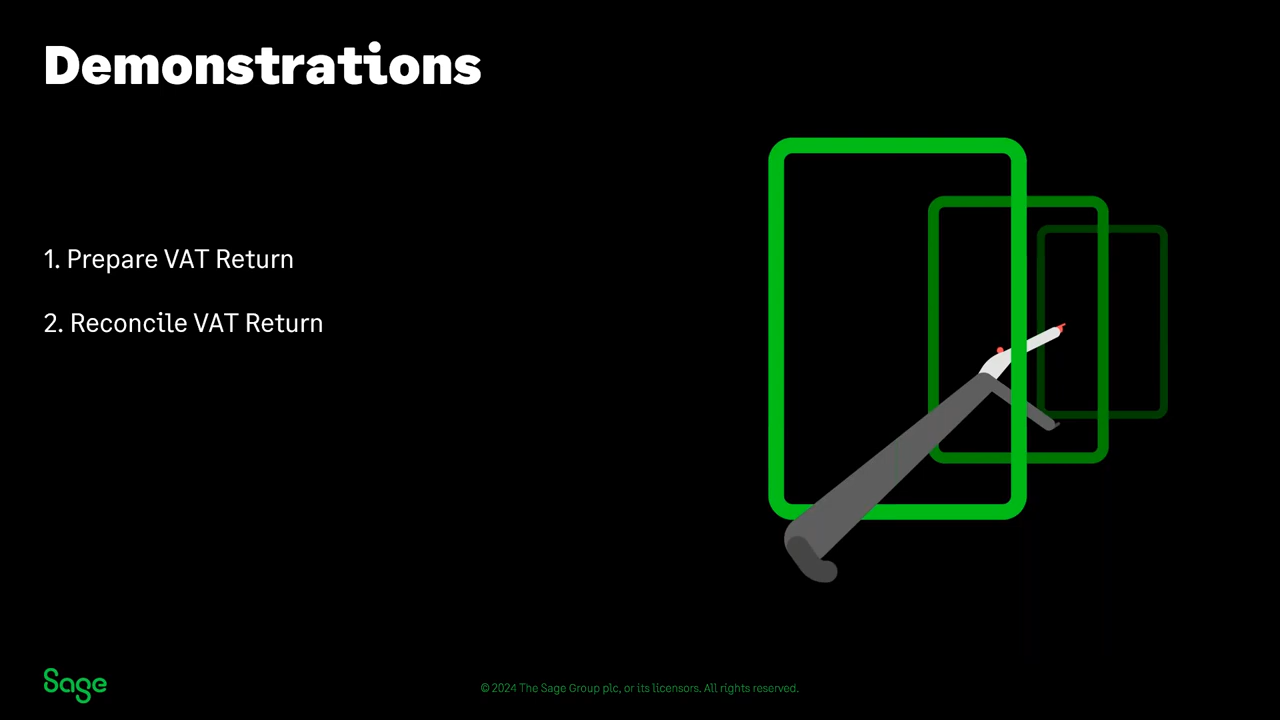 Demonstrations
1. Prepare VAT Return
2. Reconcile VAT Return
Sage
© 2024 The Sage Group plc, or its licensors. All rights reserved.